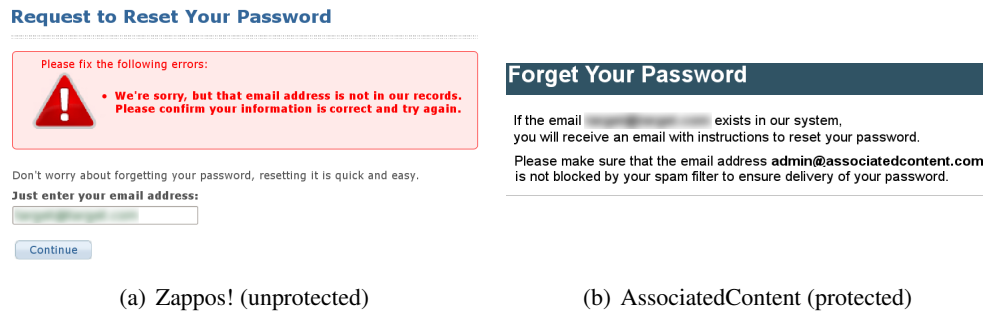 Request to Reset Your Password
Please fix the following errors:
• We're sorry, but that email address is not in our records.
Please confirm your information is correct and try again.
Don't worry about forgetting your password, resetting it is quick and easy.
Just enter your email address:
Continue
(a) Zappos! (unprotected)
Forget Your Password
If the email exists in our system,
you will receive an email with instructions to reset your password.
Please make sure that the email address admin@associatedcontent.com
is not blocked by your spam filter to ensure delivery of your password.
(b) AssociatedContent (protected)